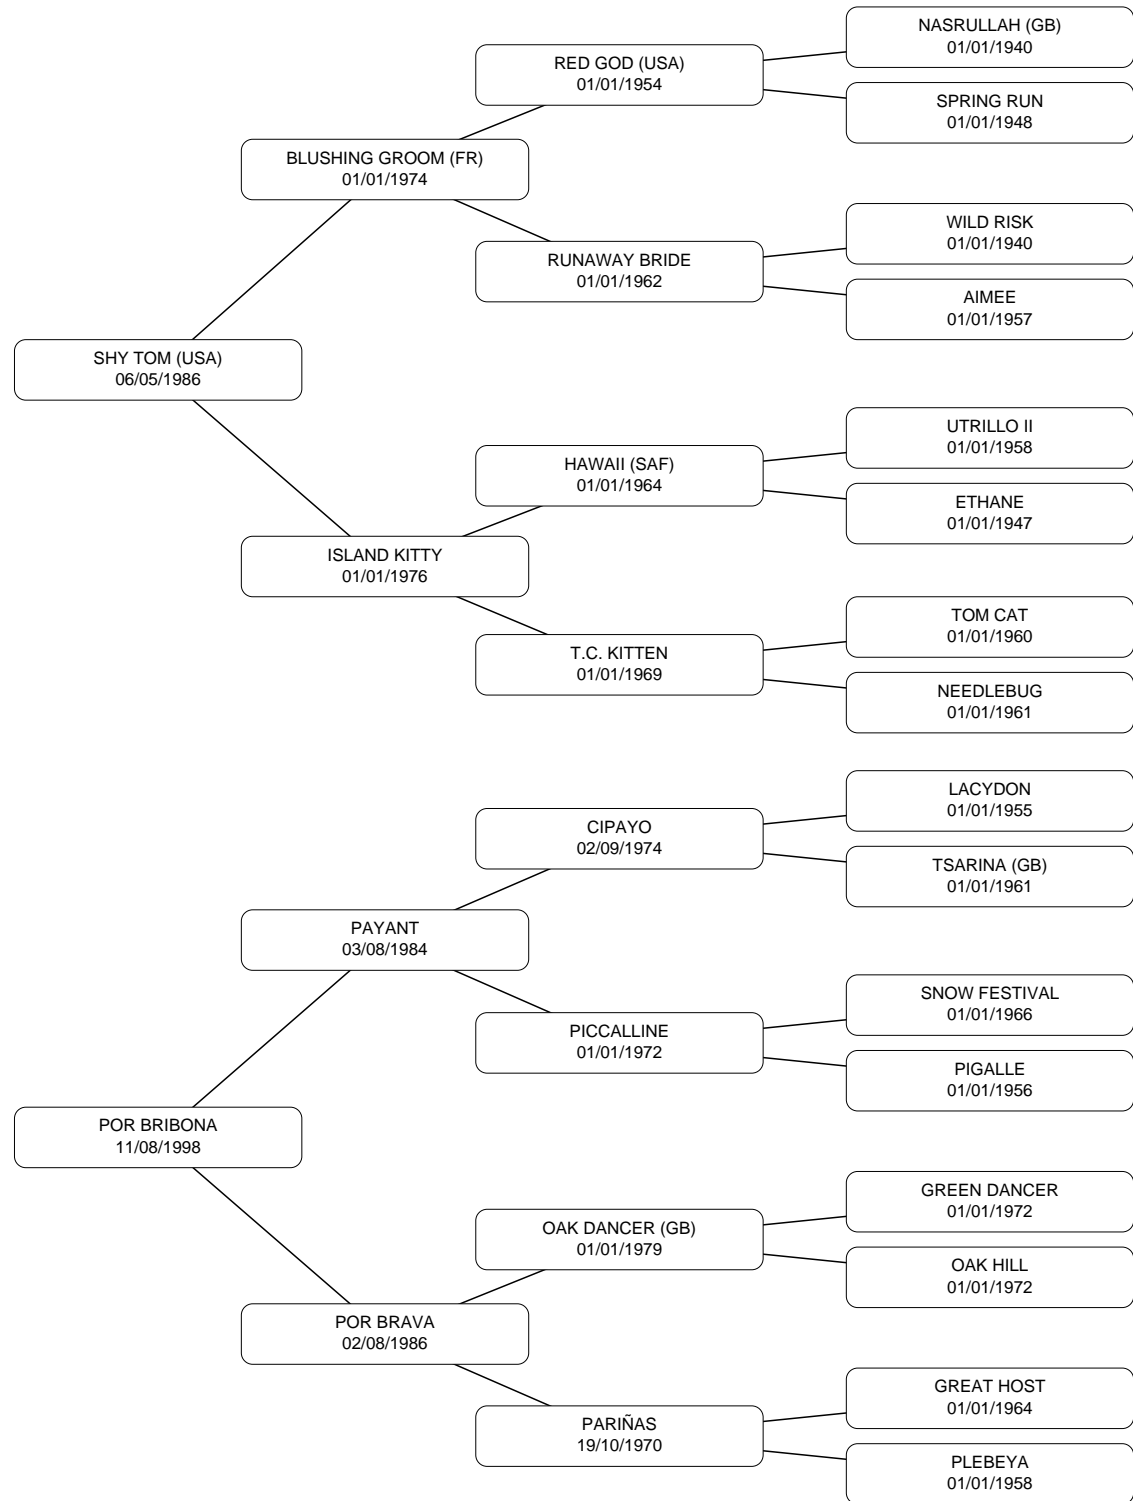 NASRULLAH (GB)
01/01/1940
RED GOD (USA)
01/01/1954
SPRING RUN
01/01/1948
BLUSHING GROOM (FR)
01/01/1974
WILD RISK
01/01/1940
RUNAWAY BRIDE
01/01/1962
AIMEE
01/01/1957
SHY TOM (USA)
06/05/1986
UTRILLO II
01/01/1958
HAWAII (SAF)
01/01/1964
ETHANE
01/01/1947
ISLAND KITTY
01/01/1976
TOM CAT
01/01/1960
T.C. KITTEN
01/01/1969
NEEDLEBUG
01/01/1961
LACYDON
01/01/1955
CIPAYO
02/09/1974
TSARINA (GB)
01/01/1961
PAYANT
03/08/1984
SNOW FESTIVAL
01/01/1966
PICCALLINE
01/01/1972
PIGALLE
01/01/1956
POR BRIBONA
11/08/1998
GREEN DANCER
01/01/1972
OAK DANCER (GB)
01/01/1979
OAK HILL
01/01/1972
POR BRAVA
02/08/1986
GREAT HOST
01/01/1964
PARIÑAS
19/10/1970
PLEBEYA
01/01/1958